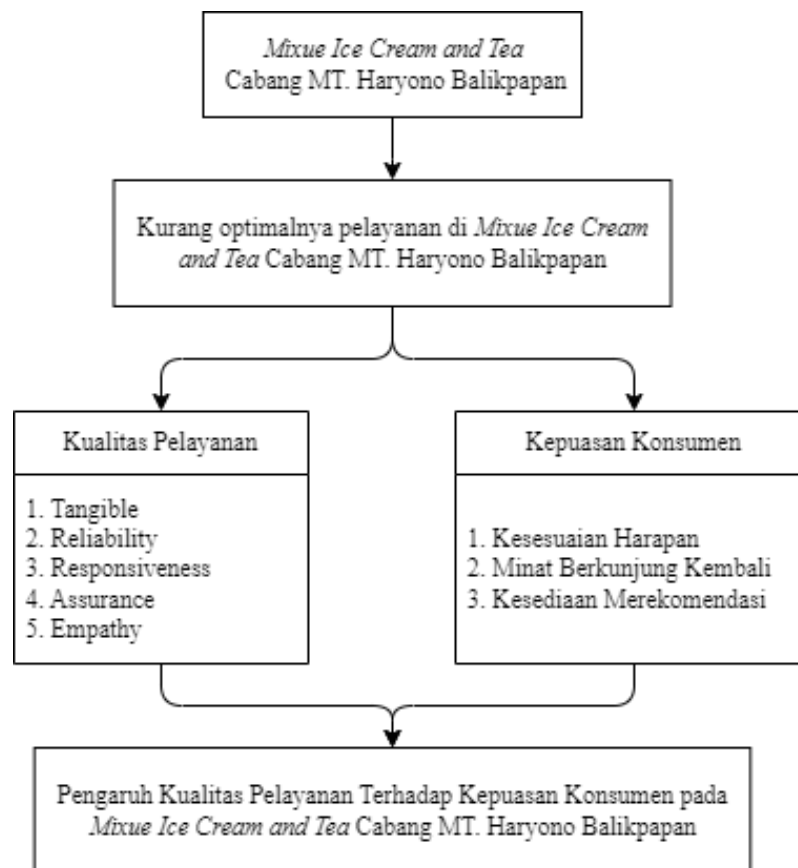 Mixue Ice Cream and Tea
Cabang MT. Haryono Balikpapan
Kurang optimalnya pelayanan di Mixue Ice Cream
and Tea Cabang MT. Haryono Balikpapan
Kualitas Pelayanan
1. Tangible
2. Reliability
3. Responsiveness
4. Assurance
5. Empathy
Kepuasan Konsumen
1. Kesesuaian Harapan
2. Minat Berkunjung Kembali
3. Kesediaan Merekomendasi
Pengaruh Kualitas Pelayanan Terhadap Kepuasan Konsumen pada
Mixue Ice Cream and Tea Cabang MT. Haryono Balikpapan